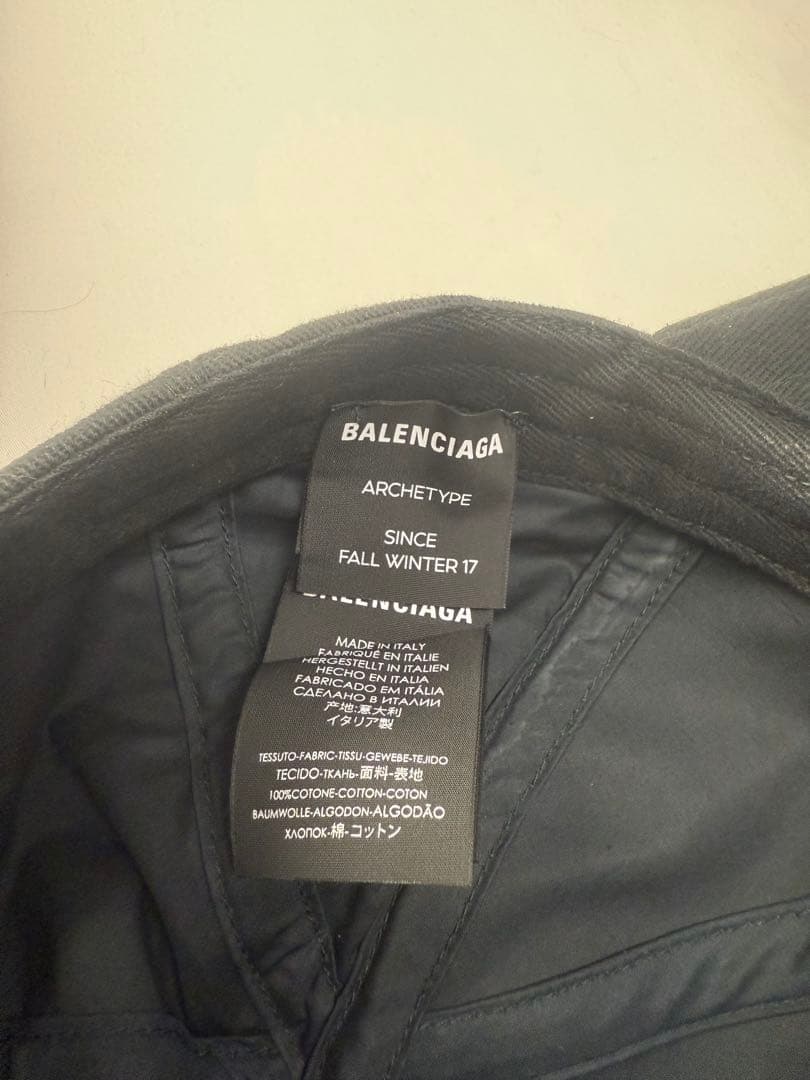 BALENCIAGA
ARCHETYPE
SINCE
FALL WINTER 17
BALENCIAGA
MADE IN ITALY
FABRIQUÉ EN ITALIE
HERGESTELLT IN ITALIEN
HECHO EN ITALIA
FABRICADO EM ITÁLIA
СДЕЛАНО В ИТАЛИИ
产地:意大利
イタリア製
TESSUTO-FABRIC-TISSU-GEWEBE-TEJIDO
TECIDO-ТКАНЬ-面料-表地
100%COTONE-COTTON-COTON
BAUMWOLLE-ALGODON-ALGODÃO
ХЛОПОК-棉-コットン